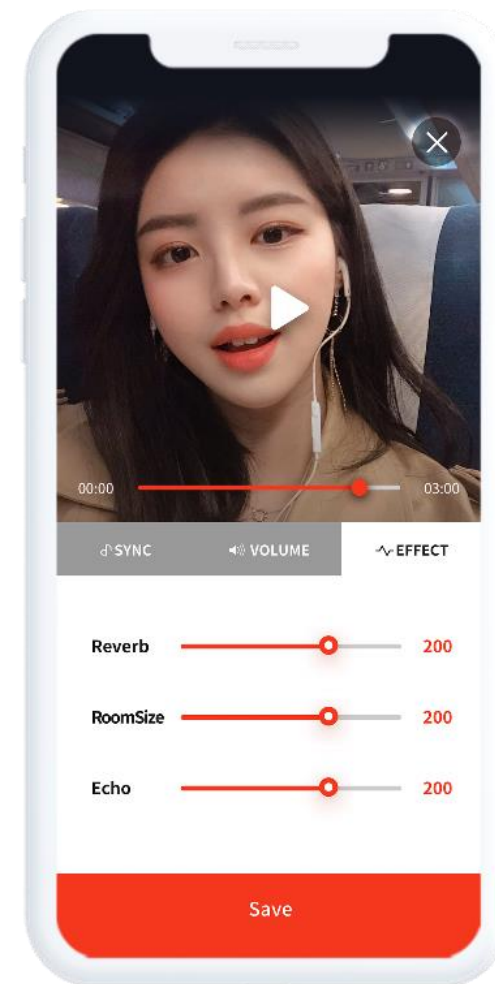 00:00 03:00
SYNC VOLUME EFFECT
Reverb 200
RoomSize 200
Echo 200
Save